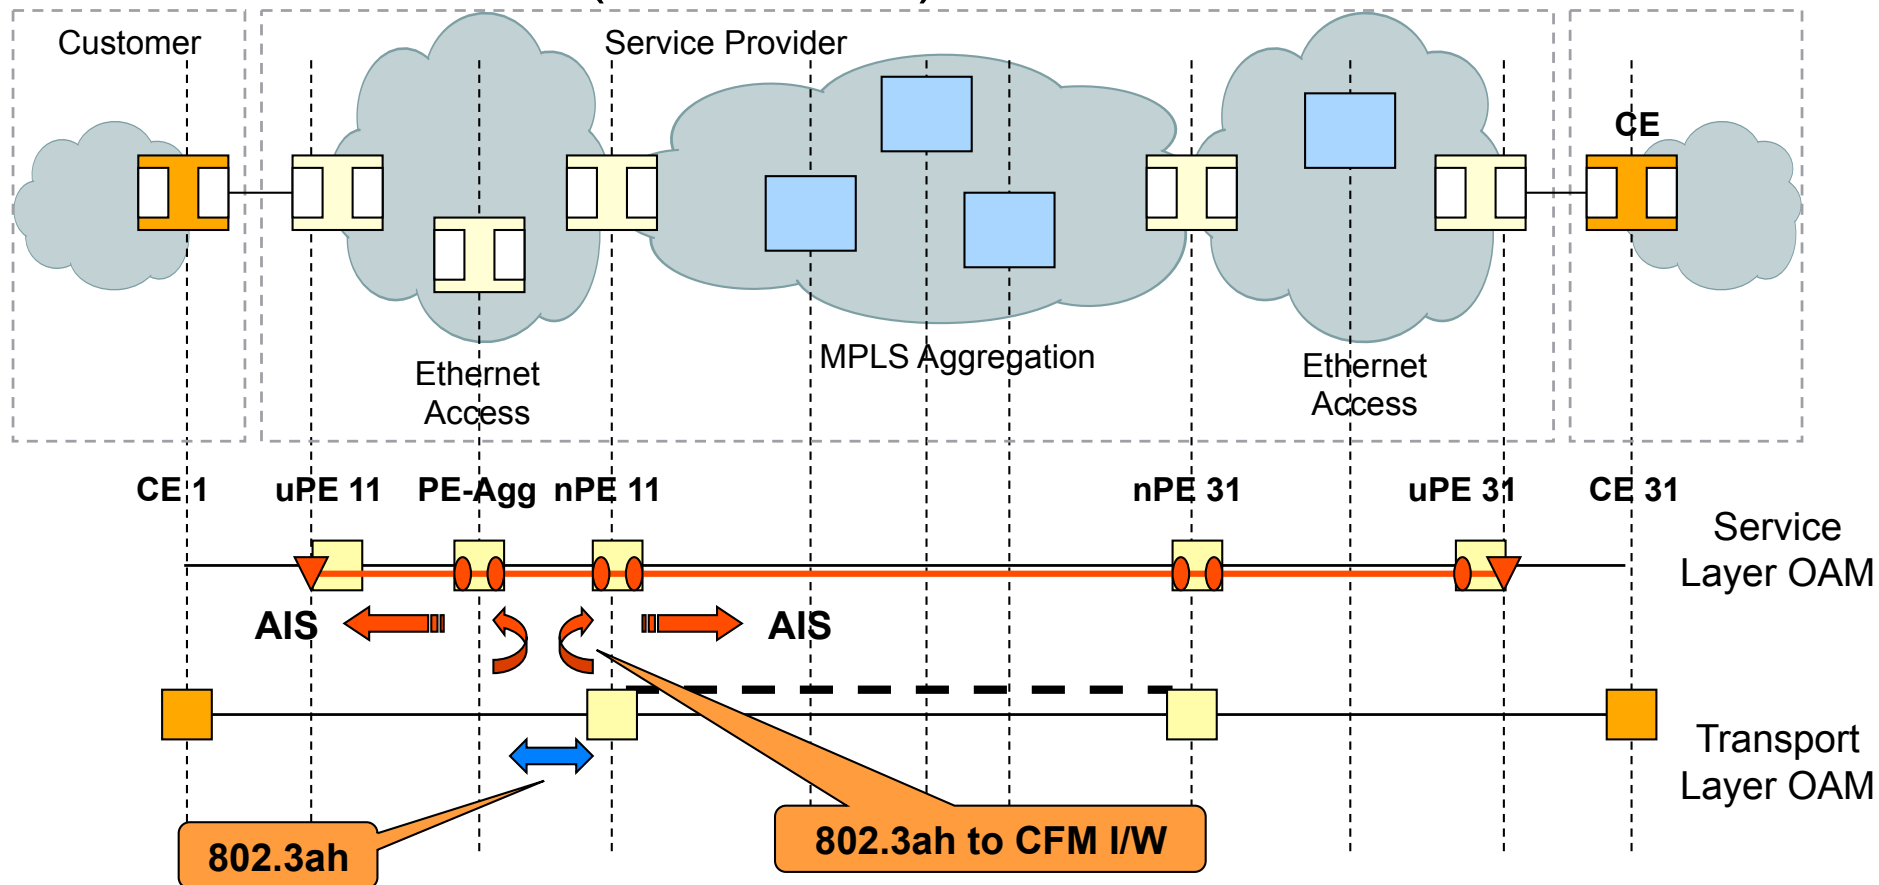 Customer
Service Provider
CE
MPLS Aggregation
Ethernet
Access
Ethernet
Access
CE 1
uPE 11
PE-Agg
nPE 11
nPE 31
uPE 31
CE 31
Service
Layer OAM
AIS
AIS
Transport
Layer OAM
802.3ah
802.3ah to CFM I/W